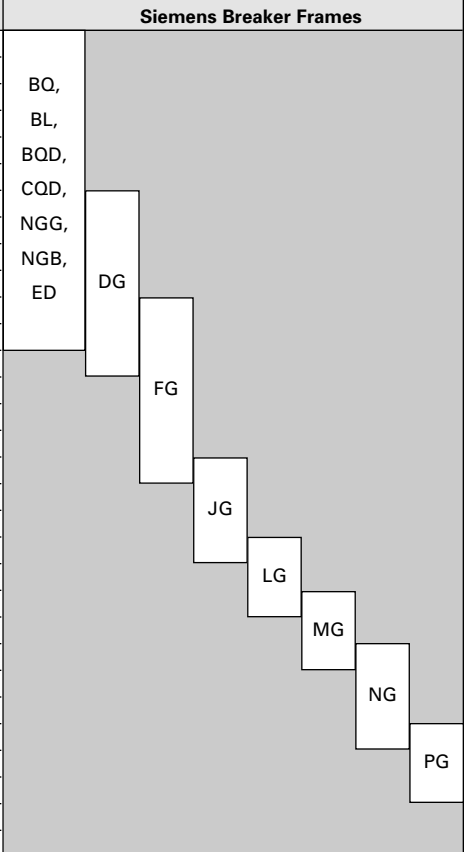 Siemens Breaker Frames
BQ,
BL,
BQD,
CQD,
NGG,
NGB,
ED
DG
FG
JG
LG
MG
NG
PG